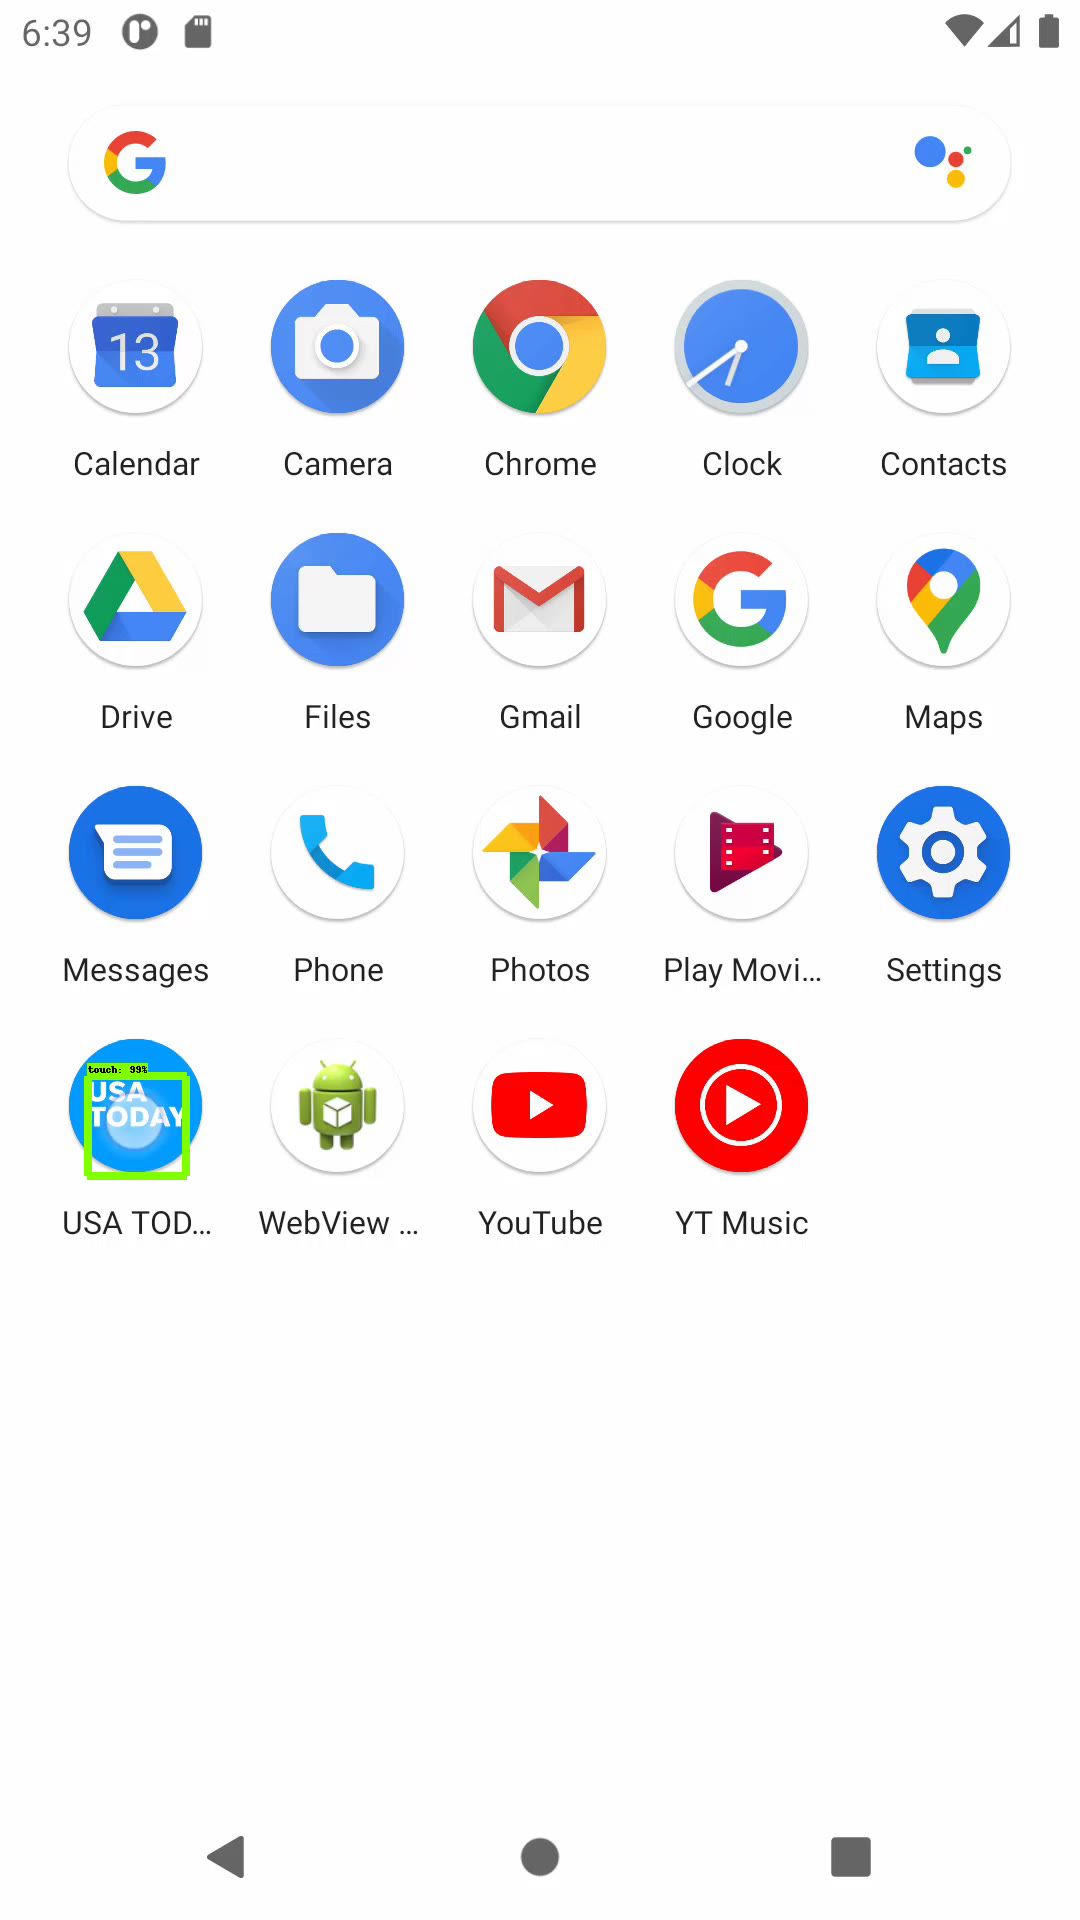 6:39
13
Calendar
Camera
Chrome
Clock
Contacts
Drive
Files
Gmail
Google
Maps
Messages
Phone
Photos
Play Movi...
Settings
touch: 99%
USA
TODAY
USA TOD...
WebView ...
YouTube
YT Music